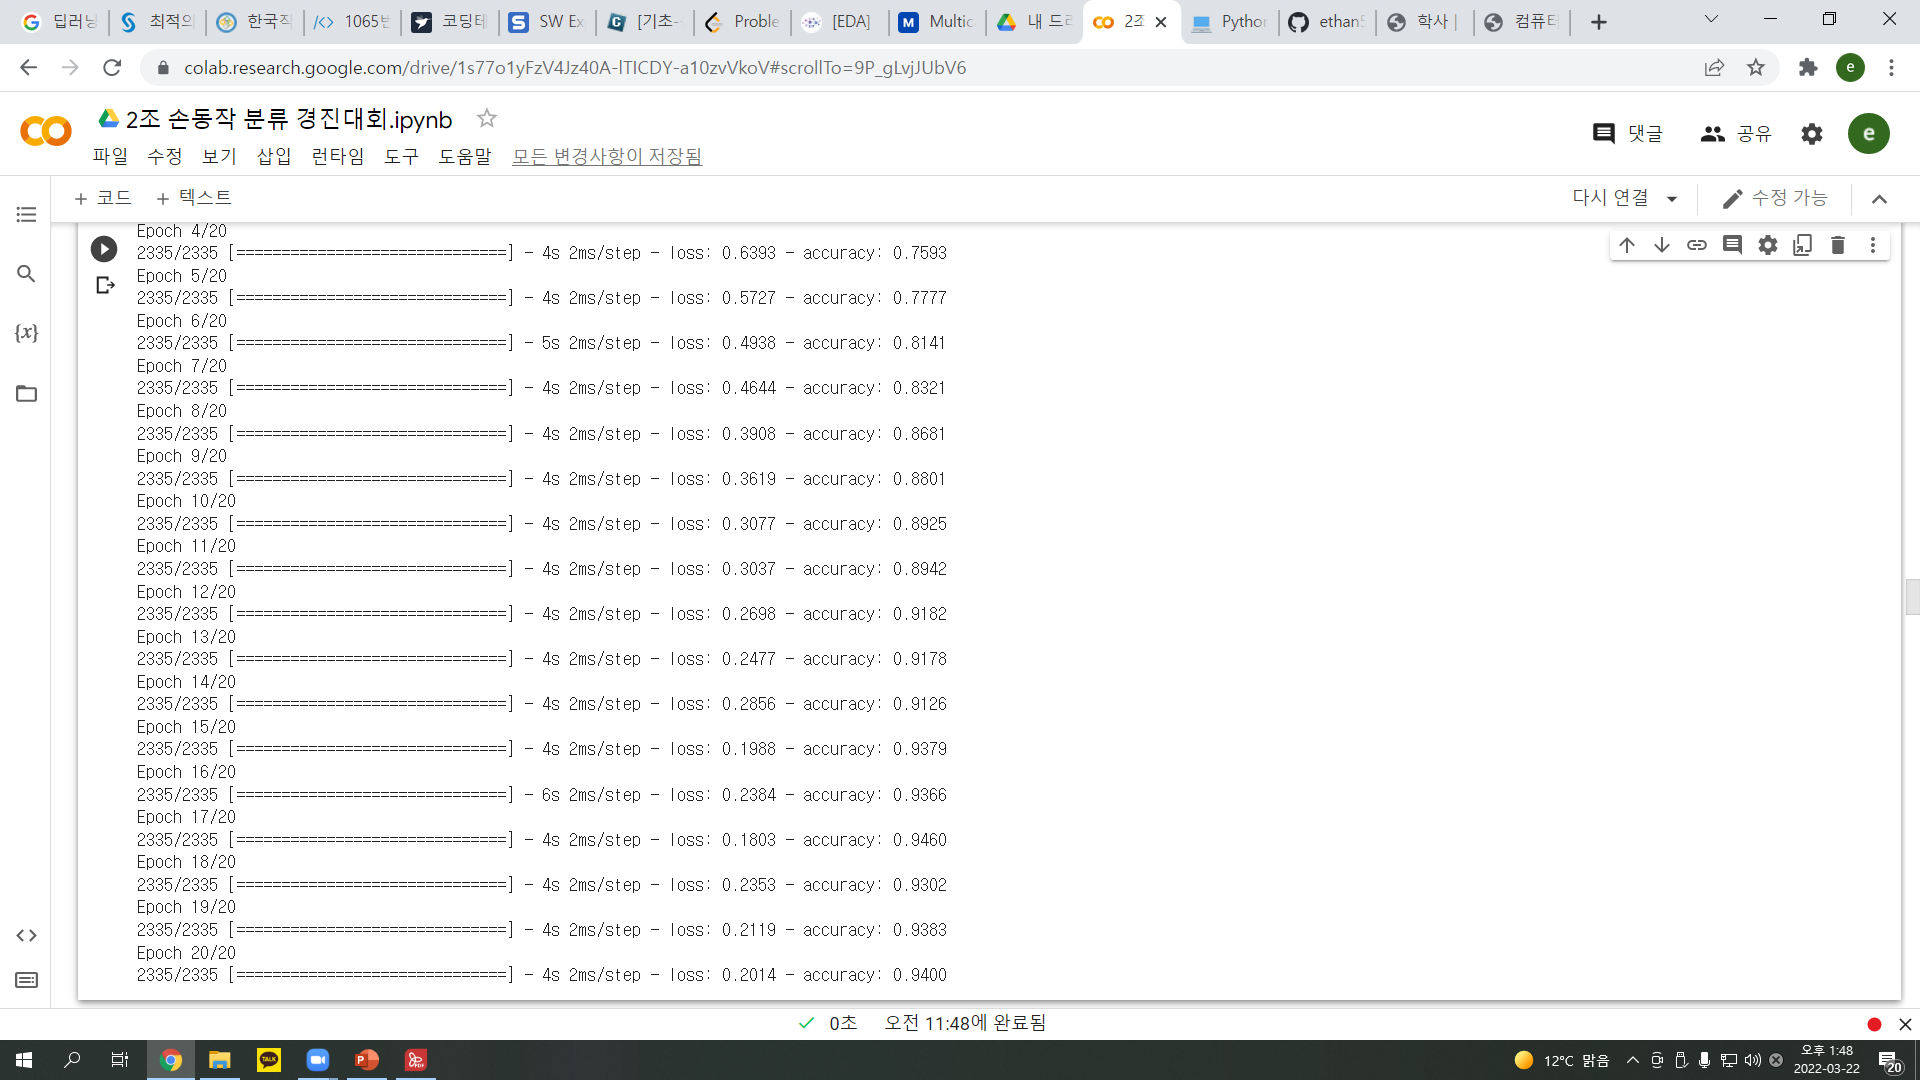 딥러닝
최적의
한국직
1065번
코딩테
SW Ex
[기초-
Proble
[EDA]
Multic
내 드라
2조
Python
ethan5
학사 |
컴퓨터
colab.research.google.com/drive/1s77o1yFzV4Jz40A-lTICDY-a10zvVkoV#scrollTo=9P_gLvjJUbV6
e
2조 손동작 분류 경진대회.ipynb
댓글
공유
e
파일 수정 보기 삽입 런타임 도구 도움말 모든 변경사항이 저장됨
+ 코드 + 텍스트
다시 연결
수정 가능
Epoch 4/20
2335/2335 [==============================] - 4s 2ms/step - loss: 0.6393 - accuracy: 0.7593
Epoch 5/20
2335/2335 [==============================] - 4s 2ms/step - loss: 0.5727 - accuracy: 0.7777
Epoch 6/20
2335/2335 [==============================] - 5s 2ms/step - loss: 0.4938 - accuracy: 0.8141
Epoch 7/20
2335/2335 [==============================] - 4s 2ms/step - loss: 0.4644 - accuracy: 0.8321
Epoch 8/20
2335/2335 [==============================] - 4s 2ms/step - loss: 0.3908 - accuracy: 0.8681
Epoch 9/20
2335/2335 [==============================] - 4s 2ms/step - loss: 0.3619 - accuracy: 0.8801
Epoch 10/20
2335/2335 [==============================] - 4s 2ms/step - loss: 0.3077 - accuracy: 0.8925
Epoch 11/20
2335/2335 [==============================] - 4s 2ms/step - loss: 0.3037 - accuracy: 0.8942
Epoch 12/20
2335/2335 [==============================] - 4s 2ms/step - loss: 0.2698 - accuracy: 0.9182
Epoch 13/20
2335/2335 [==============================] - 4s 2ms/step - loss: 0.2477 - accuracy: 0.9178
Epoch 14/20
2335/2335 [==============================] - 4s 2ms/step - loss: 0.2856 - accuracy: 0.9126
Epoch 15/20
2335/2335 [==============================] - 4s 2ms/step - loss: 0.1988 - accuracy: 0.9379
Epoch 16/20
2335/2335 [==============================] - 6s 2ms/step - loss: 0.2384 - accuracy: 0.9366
Epoch 17/20
2335/2335 [==============================] - 4s 2ms/step - loss: 0.1803 - accuracy: 0.9460
Epoch 18/20
2335/2335 [==============================] - 4s 2ms/step - loss: 0.2353 - accuracy: 0.9302
Epoch 19/20
2335/2335 [==============================] - 4s 2ms/step - loss: 0.2119 - accuracy: 0.9383
Epoch 20/20
2335/2335 [==============================] - 4s 2ms/step - loss: 0.2014 - accuracy: 0.9400
{x}
0초 오전 11:48에 완료됨
TALK
12°C 맑음
오후 1:48
2022-03-22
20